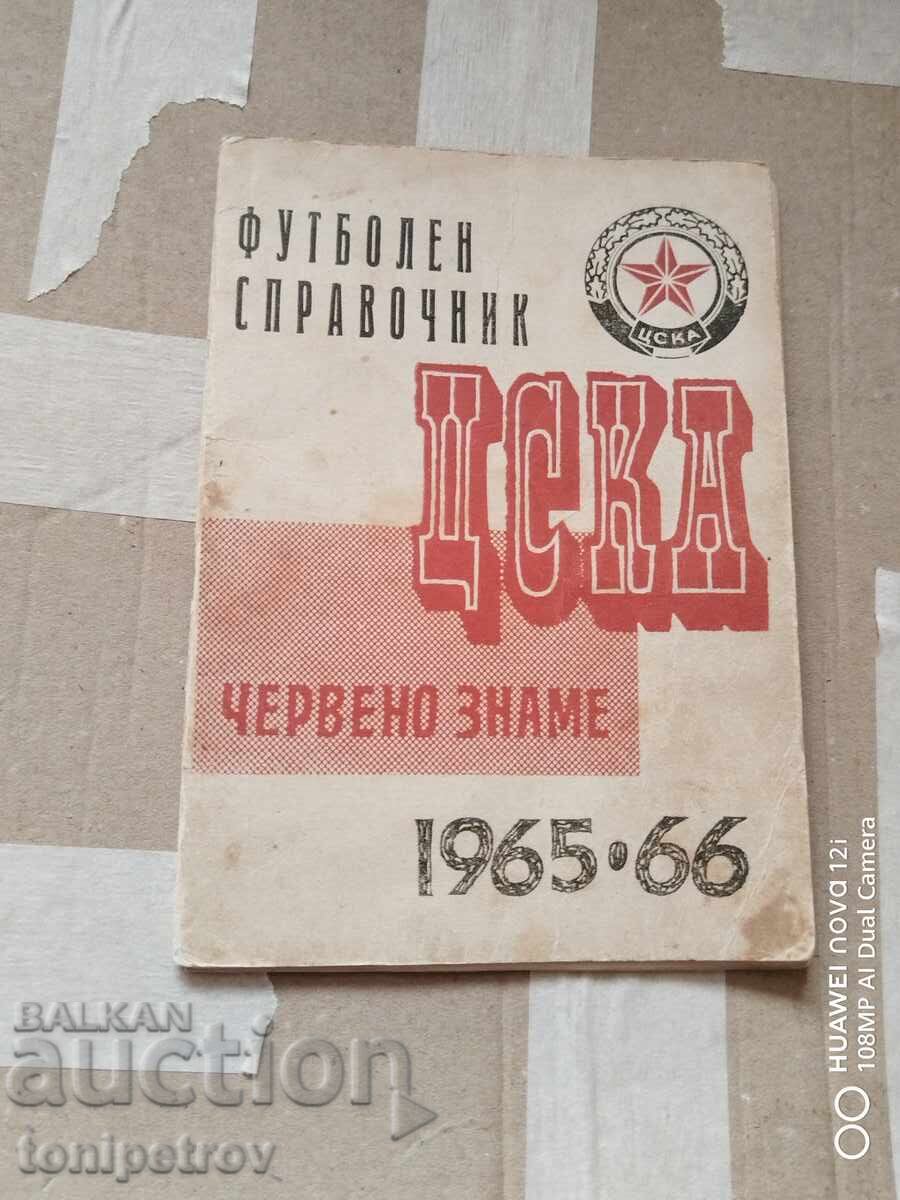 ФУТБОЛЕН
СПРАВОЧНИК
ЦСКА
ЦСКА
ЧЕРВЕНО ЗНАМЕ
1965·66
BALKAN
auction
tonipetrov
HUAWEI nova 12i
108MP AI Dual Camera